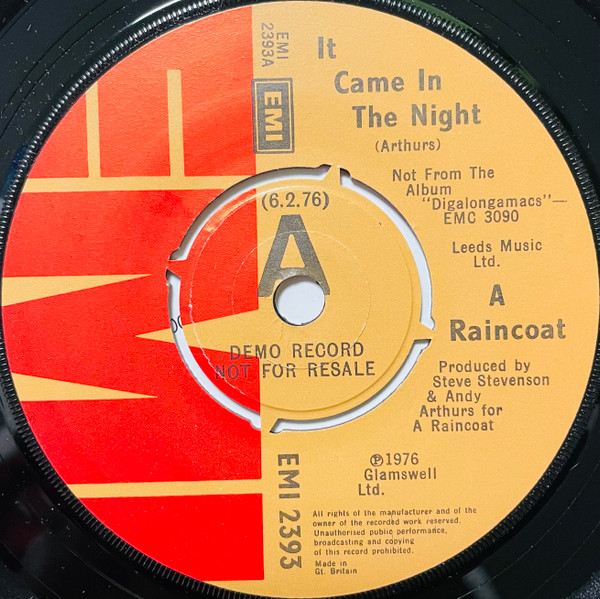 EMI
2393A
EMI
It
Came In
The Night
(Arthurs)
Not From The
Album
"Digalongamacs"—
EMC 3090
Leeds Music
Ltd.
(6.2.76)
A
DEMO RECORD
NOT FOR RESALE
A
Raincoat
Produced by
Steve Stevenson
& Andy
Arthurs for
A Raincoat
℗1976
Glamswell
Ltd.
EMI 2393
All rights of the manufacturer and of the
owner of the recorded work reserved.
Unauthorised public performance,
broadcasting and copying
of this record prohibited.
Made in
Gt. Britain
EMI